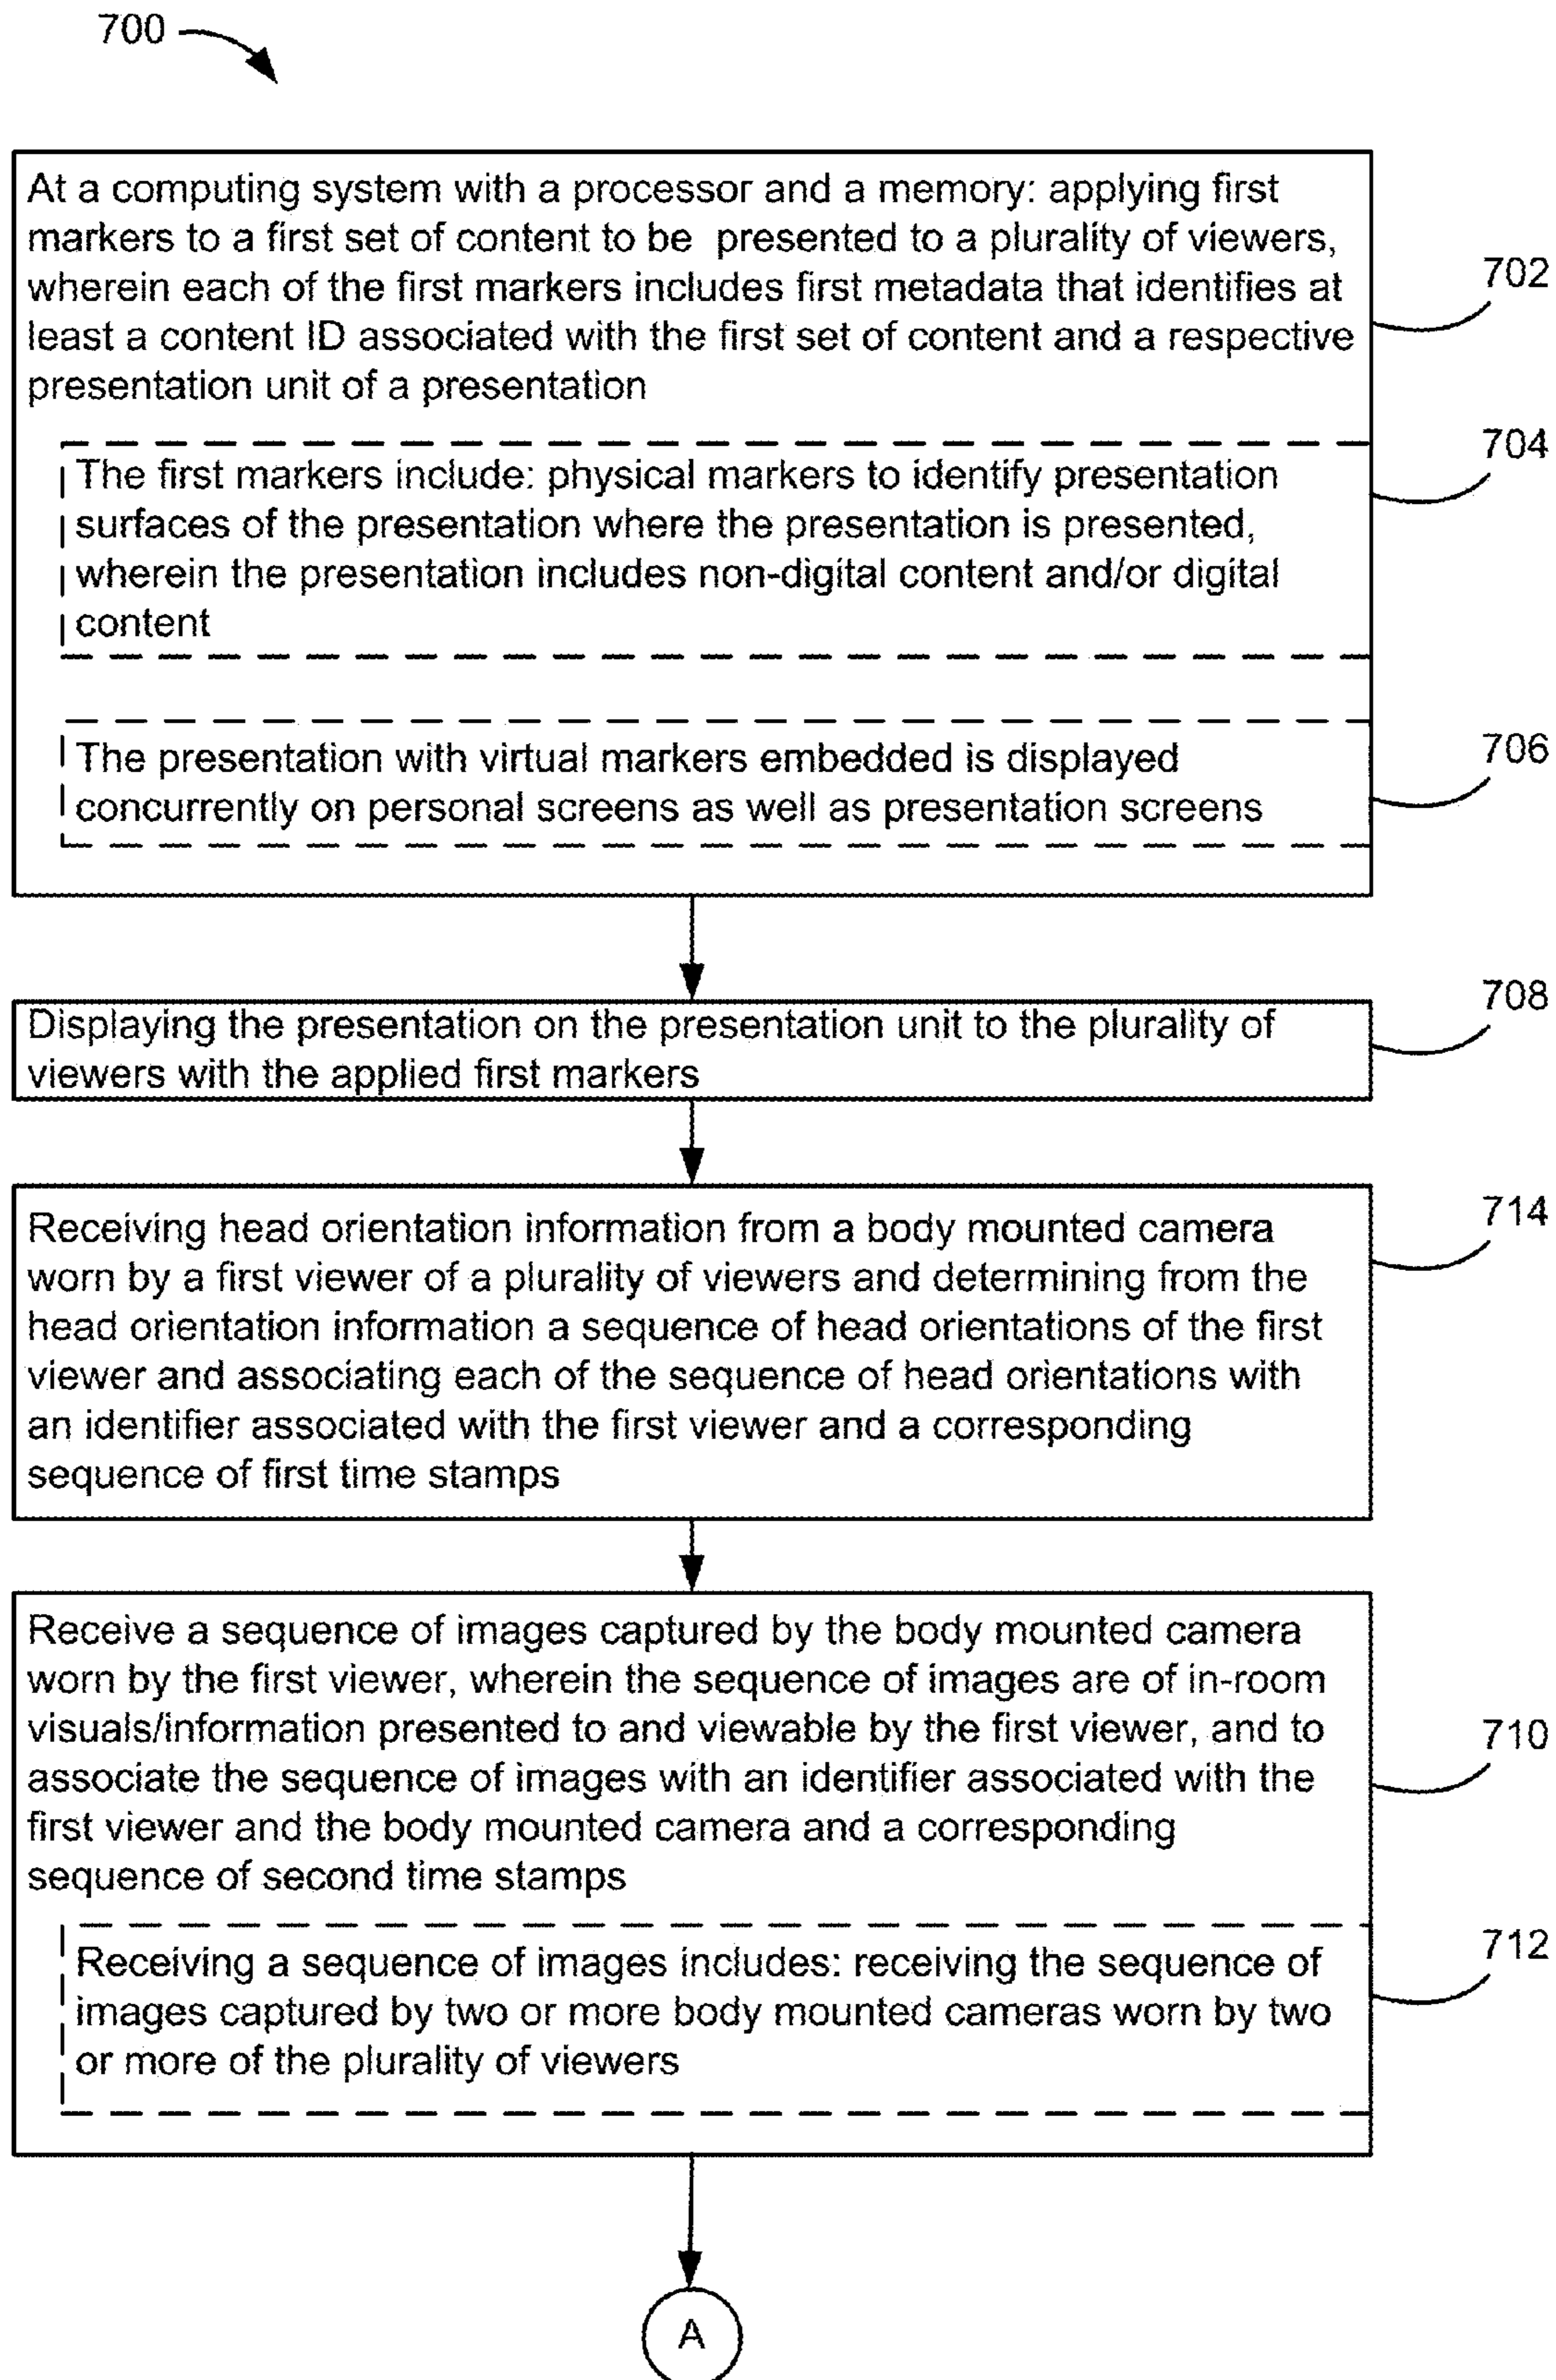 700
At a computing system with a processor and a memory: applying first
markers to a first set of content to be presented to a plurality of viewers,
wherein each of the first markers includes first metadata that identifies at
least a content ID associated with the first set of content and a respective
presentation unit of a presentation
702
The first markers include: physical markers to identify presentation
surfaces of the presentation where the presentation is presented,
wherein the presentation includes non-digital content and/or digital
content
704
The presentation with virtual markers embedded is displayed
concurrently on personal screens as well as presentation screens
706
Displaying the presentation on the presentation unit to the plurality of
viewers with the applied first markers
708
Receiving head orientation information from a body mounted camera
worn by a first viewer of a plurality of viewers and determining from the
head orientation information a sequence of head orientations of the first
viewer and associating each of the sequence of head orientations with
an identifier associated with the first viewer and a corresponding
sequence of first time stamps
714
Receive a sequence of images captured by the body mounted camera
worn by the first viewer, wherein the sequence of images are of in-room
visuals/information presented to and viewable by the first viewer, and to
associate the sequence of images with an identifier associated with the
first viewer and the body mounted camera and a corresponding
sequence of second time stamps
710
Receiving a sequence of images includes: receiving the sequence of
images captured by two or more body mounted cameras worn by two
or more of the plurality of viewers
712
A